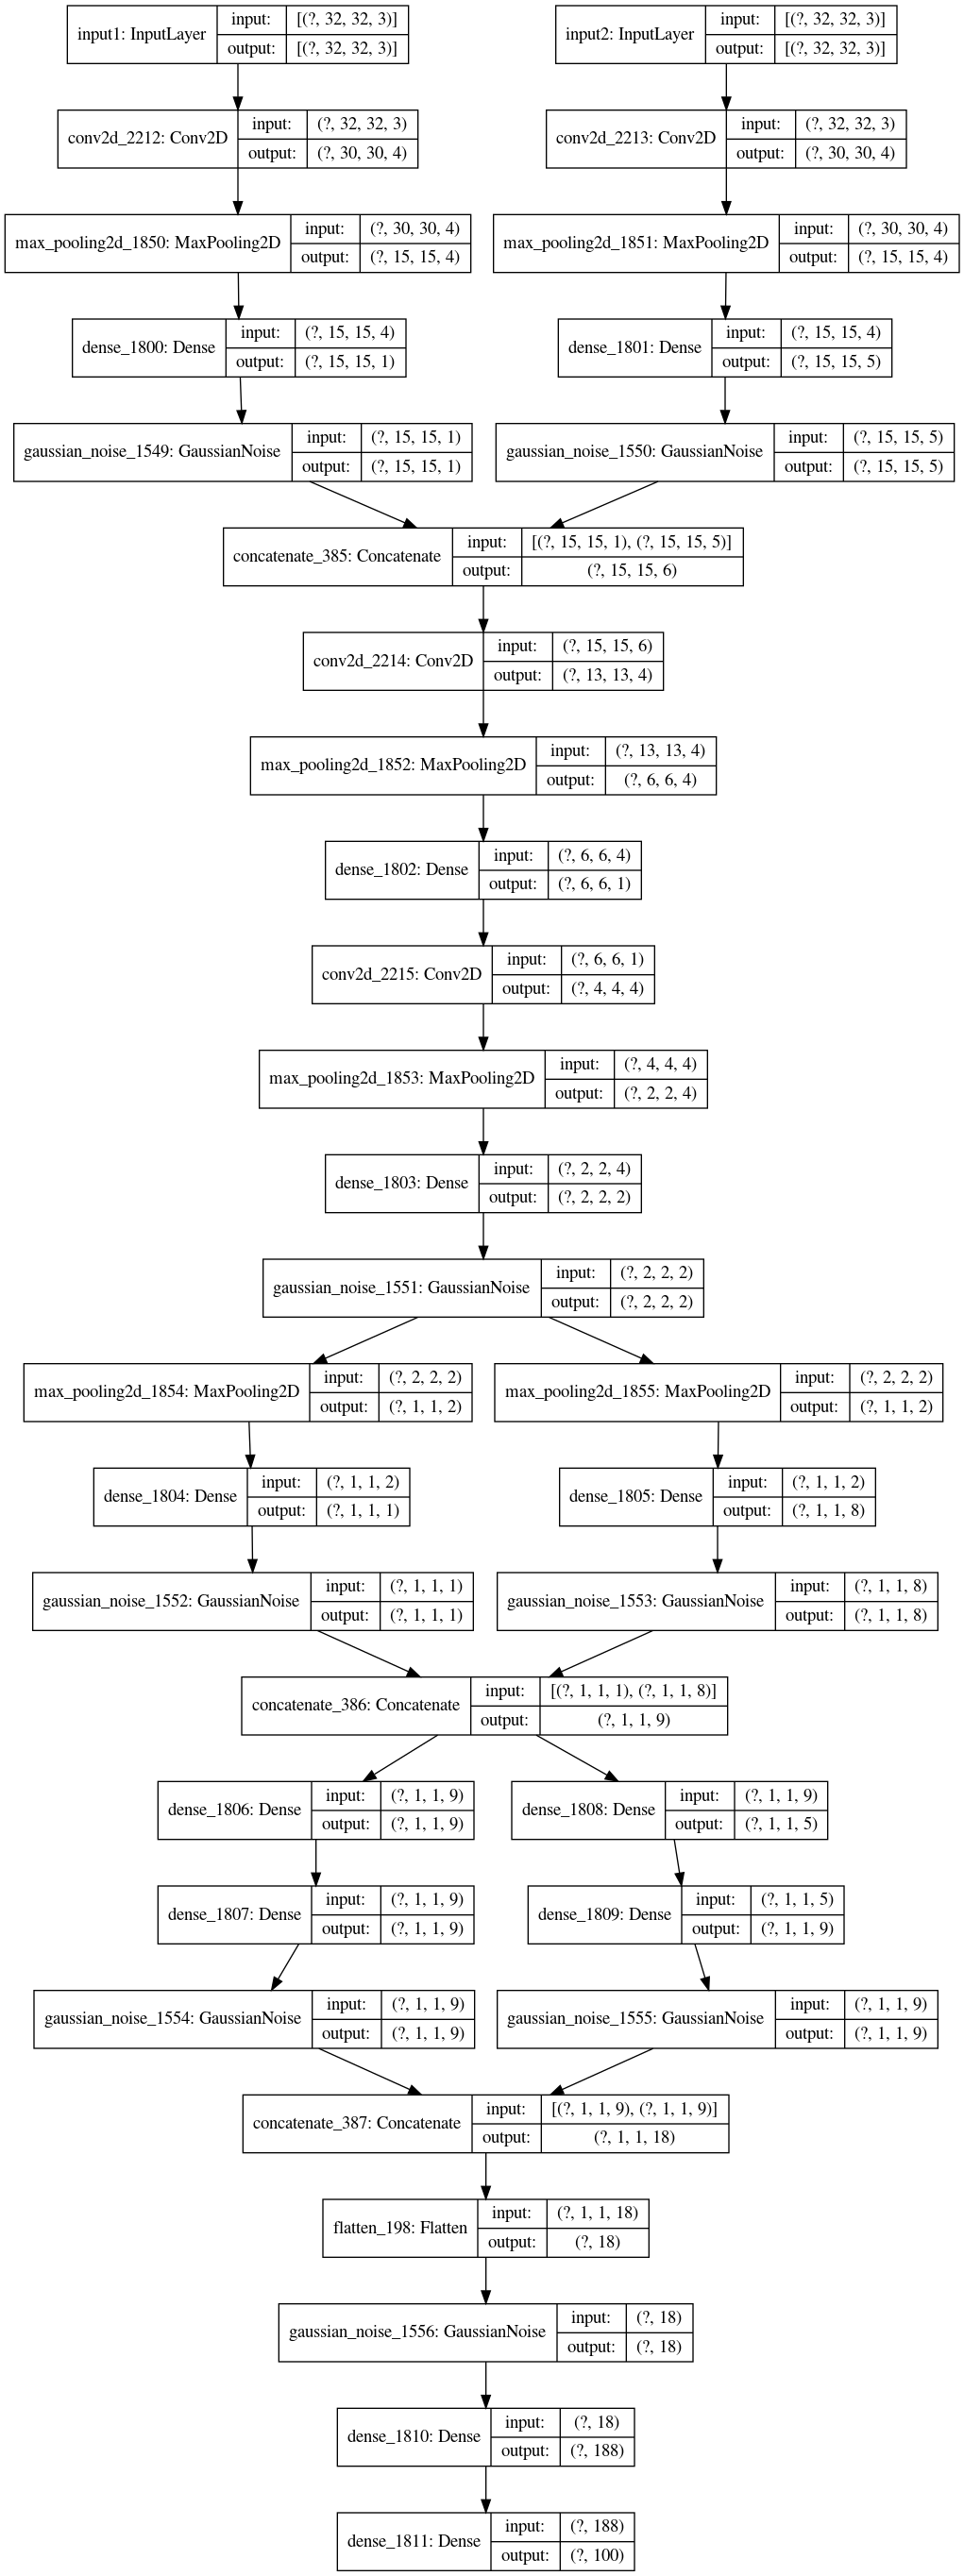 input1: InputLayer
input: [(?, 32, 32, 3)]
output: [(?, 32, 32, 3)]
input2: InputLayer
input: [(?, 32, 32, 3)]
output: [(?, 32, 32, 3)]
conv2d_2212: Conv2D
input: (?, 32, 32, 3)
output: (?, 30, 30, 4)
conv2d_2213: Conv2D
input: (?, 32, 32, 3)
output: (?, 30, 30, 4)
max_pooling2d_1850: MaxPooling2D
input: (?, 30, 30, 4)
output: (?, 15, 15, 4)
max_pooling2d_1851: MaxPooling2D
input: (?, 30, 30, 4)
output: (?, 15, 15, 4)
dense_1800: Dense
input: (?, 15, 15, 4)
output: (?, 15, 15, 1)
dense_1801: Dense
input: (?, 15, 15, 4)
output: (?, 15, 15, 5)
gaussian_noise_1549: GaussianNoise
input: (?, 15, 15, 1)
output: (?, 15, 15, 1)
gaussian_noise_1550: GaussianNoise
input: (?, 15, 15, 5)
output: (?, 15, 15, 5)
concatenate_385: Concatenate
input: [(?, 15, 15, 1), (?, 15, 15, 5)]
output: (?, 15, 15, 6)
conv2d_2214: Conv2D
input: (?, 15, 15, 6)
output: (?, 13, 13, 4)
max_pooling2d_1852: MaxPooling2D
input: (?, 13, 13, 4)
output: (?, 6, 6, 4)
dense_1802: Dense
input: (?, 6, 6, 4)
output: (?, 6, 6, 1)
conv2d_2215: Conv2D
input: (?, 6, 6, 1)
output: (?, 4, 4, 4)
max_pooling2d_1853: MaxPooling2D
input: (?, 4, 4, 4)
output: (?, 2, 2, 4)
dense_1803: Dense
input: (?, 2, 2, 4)
output: (?, 2, 2, 2)
gaussian_noise_1551: GaussianNoise
input: (?, 2, 2, 2)
output: (?, 2, 2, 2)
max_pooling2d_1854: MaxPooling2D
input: (?, 2, 2, 2)
output: (?, 1, 1, 2)
max_pooling2d_1855: MaxPooling2D
input: (?, 2, 2, 2)
output: (?, 1, 1, 2)
dense_1804: Dense
input: (?, 1, 1, 2)
output: (?, 1, 1, 1)
dense_1805: Dense
input: (?, 1, 1, 2)
output: (?, 1, 1, 8)
gaussian_noise_1552: GaussianNoise
input: (?, 1, 1, 1)
output: (?, 1, 1, 1)
gaussian_noise_1553: GaussianNoise
input: (?, 1, 1, 8)
output: (?, 1, 1, 8)
concatenate_386: Concatenate
input: [(?, 1, 1, 1), (?, 1, 1, 8)]
output: (?, 1, 1, 9)
dense_1806: Dense
input: (?, 1, 1, 9)
output: (?, 1, 1, 9)
dense_1808: Dense
input: (?, 1, 1, 9)
output: (?, 1, 1, 5)
dense_1807: Dense
input: (?, 1, 1, 9)
output: (?, 1, 1, 9)
dense_1809: Dense
input: (?, 1, 1, 5)
output: (?, 1, 1, 9)
gaussian_noise_1554: GaussianNoise
input: (?, 1, 1, 9)
output: (?, 1, 1, 9)
gaussian_noise_1555: GaussianNoise
input: (?, 1, 1, 9)
output: (?, 1, 1, 9)
concatenate_387: Concatenate
input: [(?, 1, 1, 9), (?, 1, 1, 9)]
output: (?, 1, 1, 18)
flatten_198: Flatten
input: (?, 1, 1, 18)
output: (?, 18)
gaussian_noise_1556: GaussianNoise
input: (?, 18)
output: (?, 18)
dense_1810: Dense
input: (?, 18)
output: (?, 188)
dense_1811: Dense
input: (?, 188)
output: (?, 100)